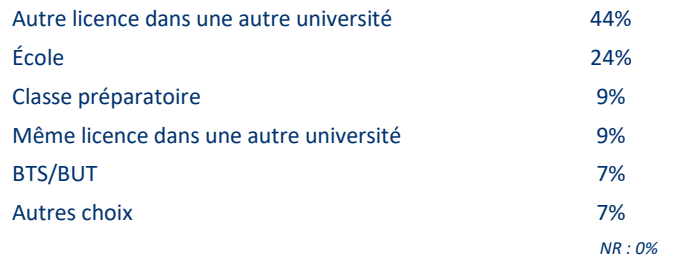 Autre licence dans une autre université 44%
École 24%
Classe préparatoire 9%
Même licence dans une autre université 9%
BTS/BUT 7%
Autres choix 7%
NR : 0%